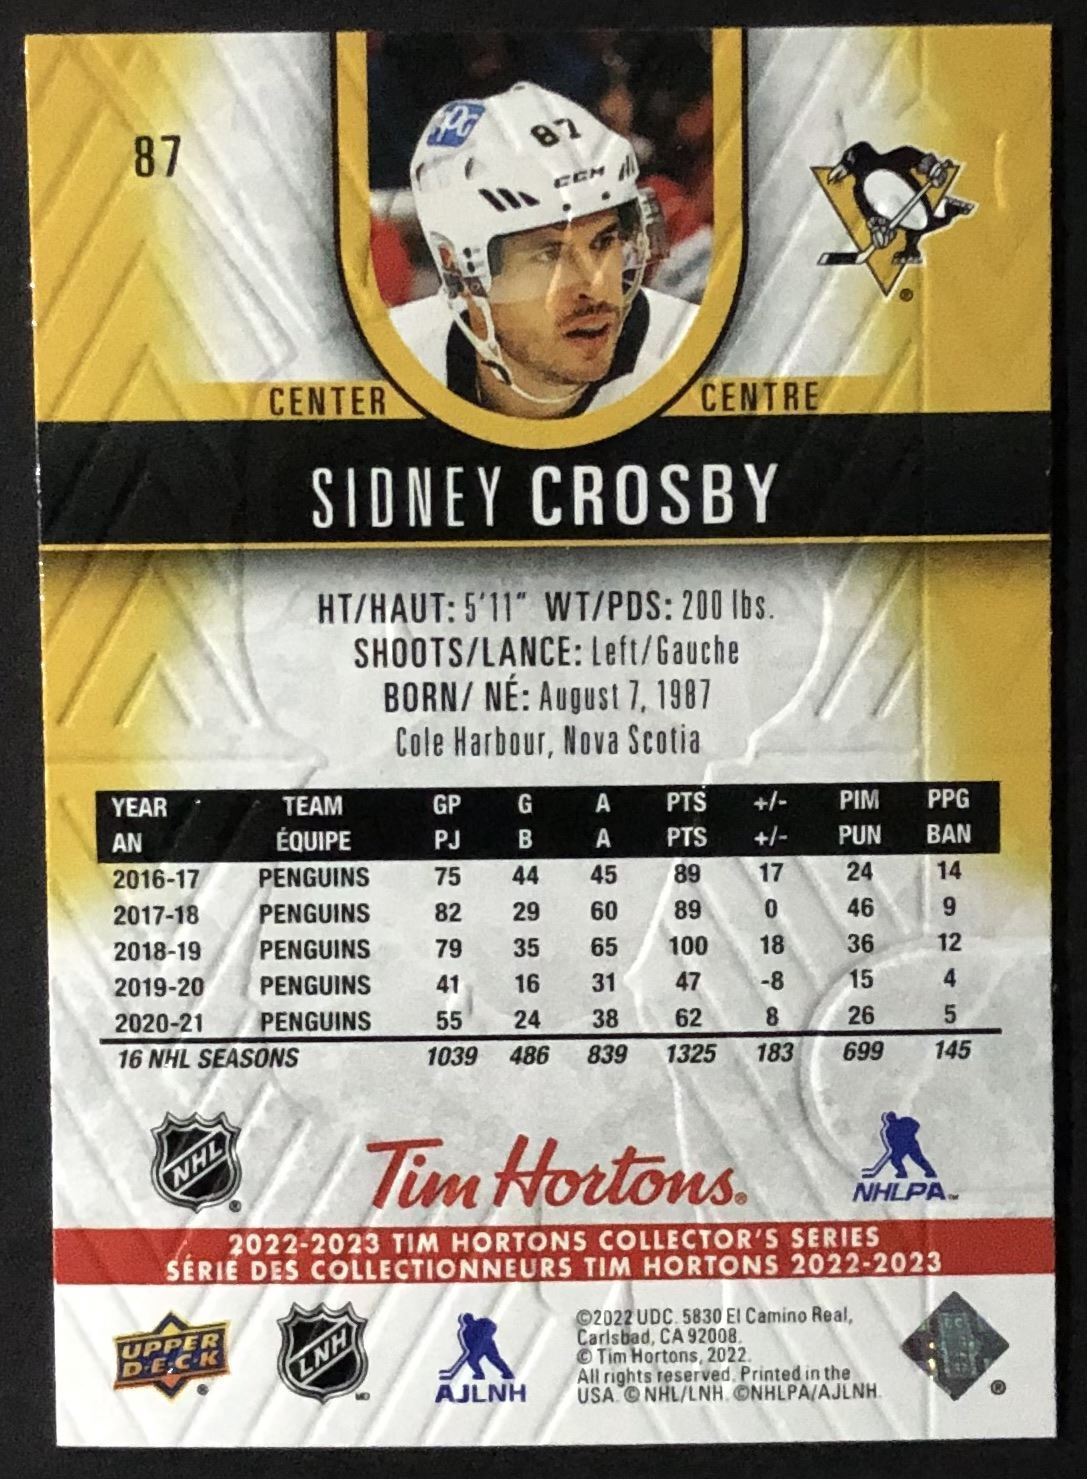 87
87
CCM
CENTER CENTRE
SIDNEY CROSBY
HT/HAUT: 5'11" WT/PDS: 200 lbs.
SHOOTS/LANCE: Left/Gauche
BORN/ NÉ: August 7, 1987
Cole Harbour, Nova Scotia
YEAR TEAM GP G A PTS +/- PIM PPG
AN ÉQUIPE PJ B A PTS +/- PUN BAN
2016-17 PENGUINS 75 44 45 89 17 24 14
2017-18 PENGUINS 82 29 60 89 0 46 9
2018-19 PENGUINS 79 35 65 100 18 36 12
2019-20 PENGUINS 41 16 31 47 -8 15 4
2020-21 PENGUINS 55 24 38 62 8 26 5
16 NHL SEASONS 1039 486 839 1325 183 699 145
NHL ®
Tim Hortons®
NHLPA™
2022-2023 TIM HORTONS COLLECTOR'S SERIES
SÉRIE DES COLLECTIONNEURS TIM HORTONS 2022-2023
UPPER
D•E•C•K ®
LNH MD
AJLNH
©2022 UDC. 5830 El Camino Real,
Carlsbad, CA 92008.
© Tim Hortons, 2022.
All rights reserved. Printed in the
USA. © NHL/LNH. ©NHLPA/AJLNH.
®